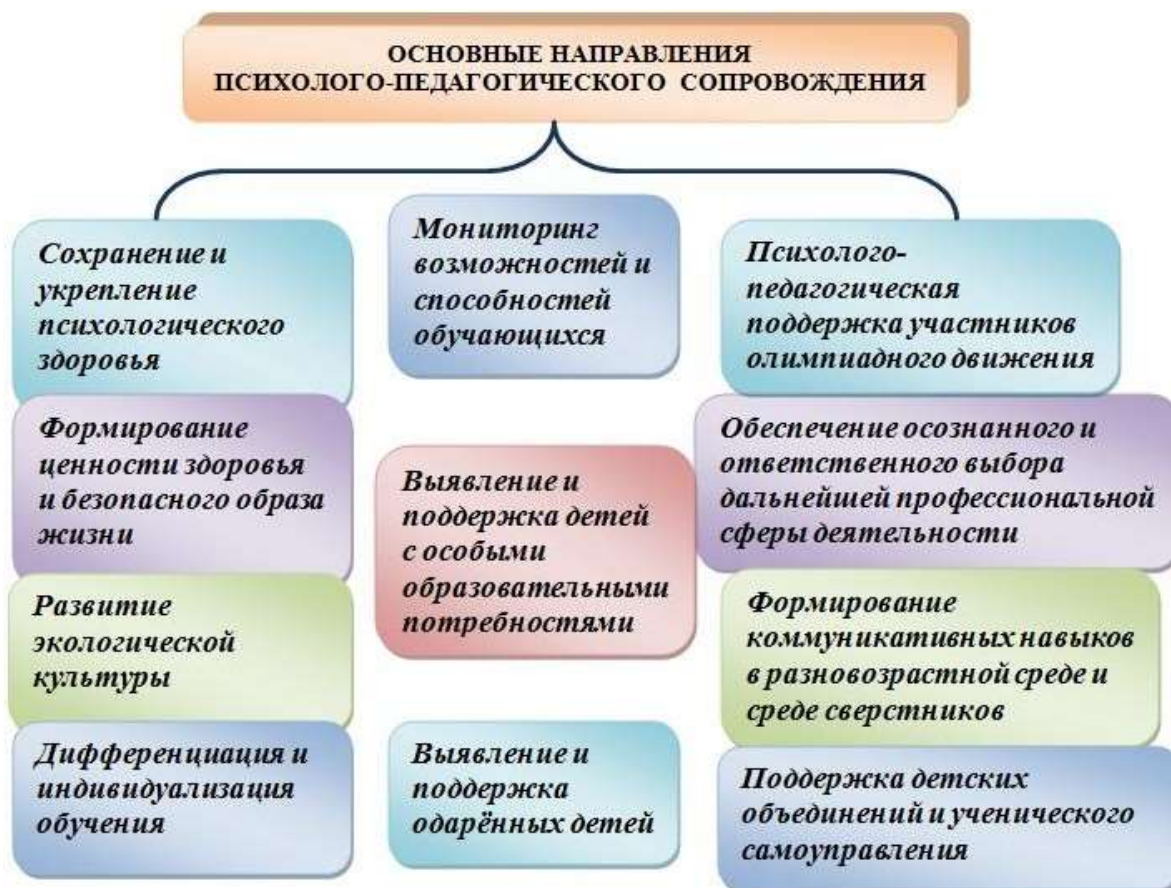 ОСНОВНЫЕ НАПРАВЛЕНИЯ
ПСИХОЛОГО-ПЕДАГОГИЧЕСКОГО СОПРОВОЖДЕНИЯ
Сохранение и
укрепление
психологического
здоровья
Формирование
ценности здоровья
и безопасного образа
жизни
Развитие
экологической
культуры
Дифференциация и
индивидуализация
обучения
Мониторинг
возможностей и
способностей
обучающихся
Выявление и
поддержка детей
с особыми
образовательными
потребностями
Выявление и
поддержка
одарённых детей
Психолого-
педагогическая
поддержка участников
олимпиадного движения
Обеспечение осознанного и
ответственного выбора
дальнейшей профессиональной
сферы деятельности
Формирование
коммуникативных навыков
в разновозрастной среде и
среде сверстников
Поддержка детских
объединений и ученического
самоуправления